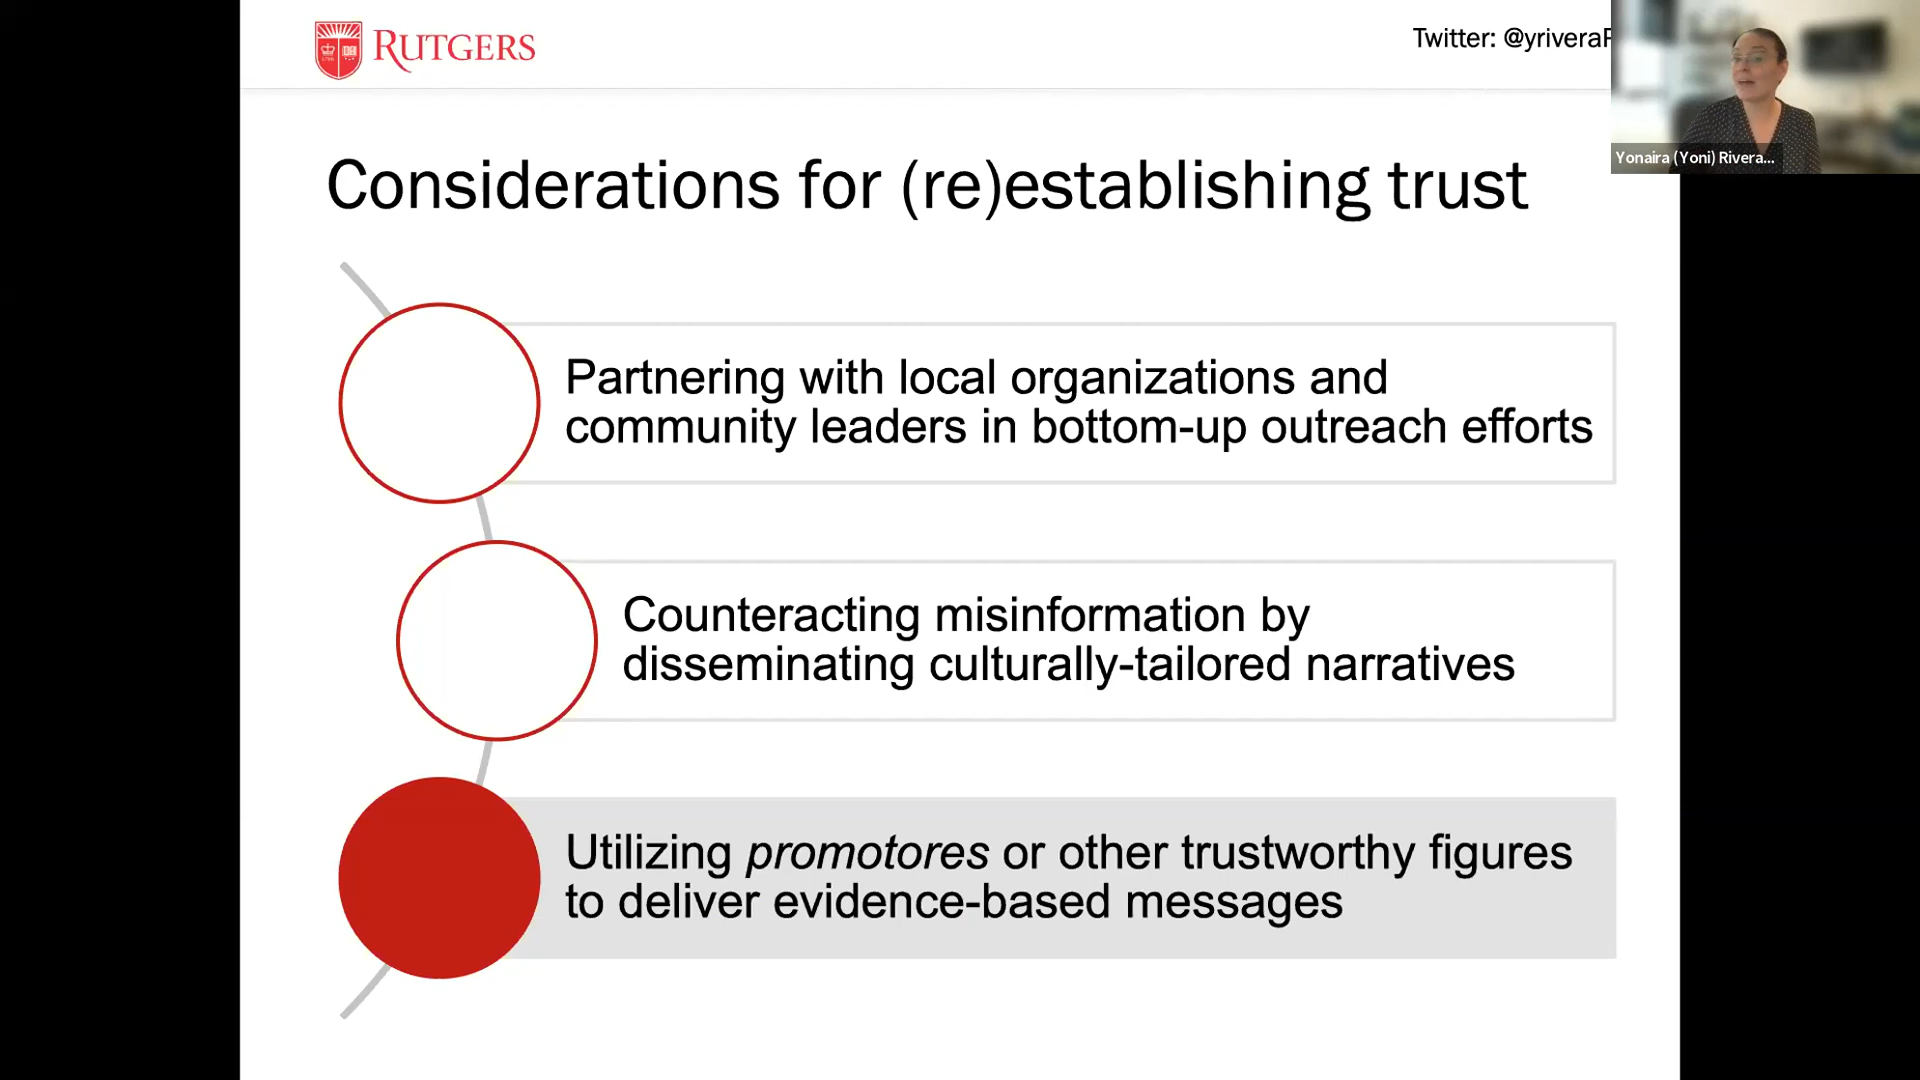 RUTGERS
Twitter: @yriveraP
Yonaira (Yoni) Rivera...
Considerations for (re)establishing trust
Partnering with local organizations and
community leaders in bottom-up outreach efforts
Counteracting misinformation by
disseminating culturally-tailored narratives
Utilizing promotores or other trustworthy figures
to deliver evidence-based messages